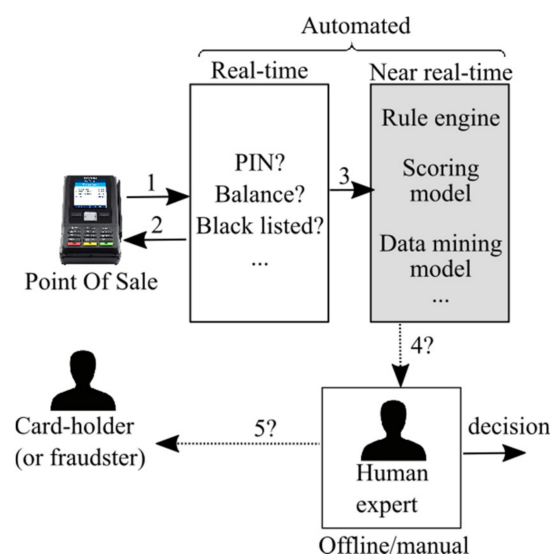 Automated
Real-time
Near real-time
PIN?
Balance?
Black listed?
...
Rule engine
Scoring
model
Data mining
model
...
1
2
3
Point Of Sale
4?
Card-holder
(or fraudster)
5?
Human
expert
decision
Offline/manual